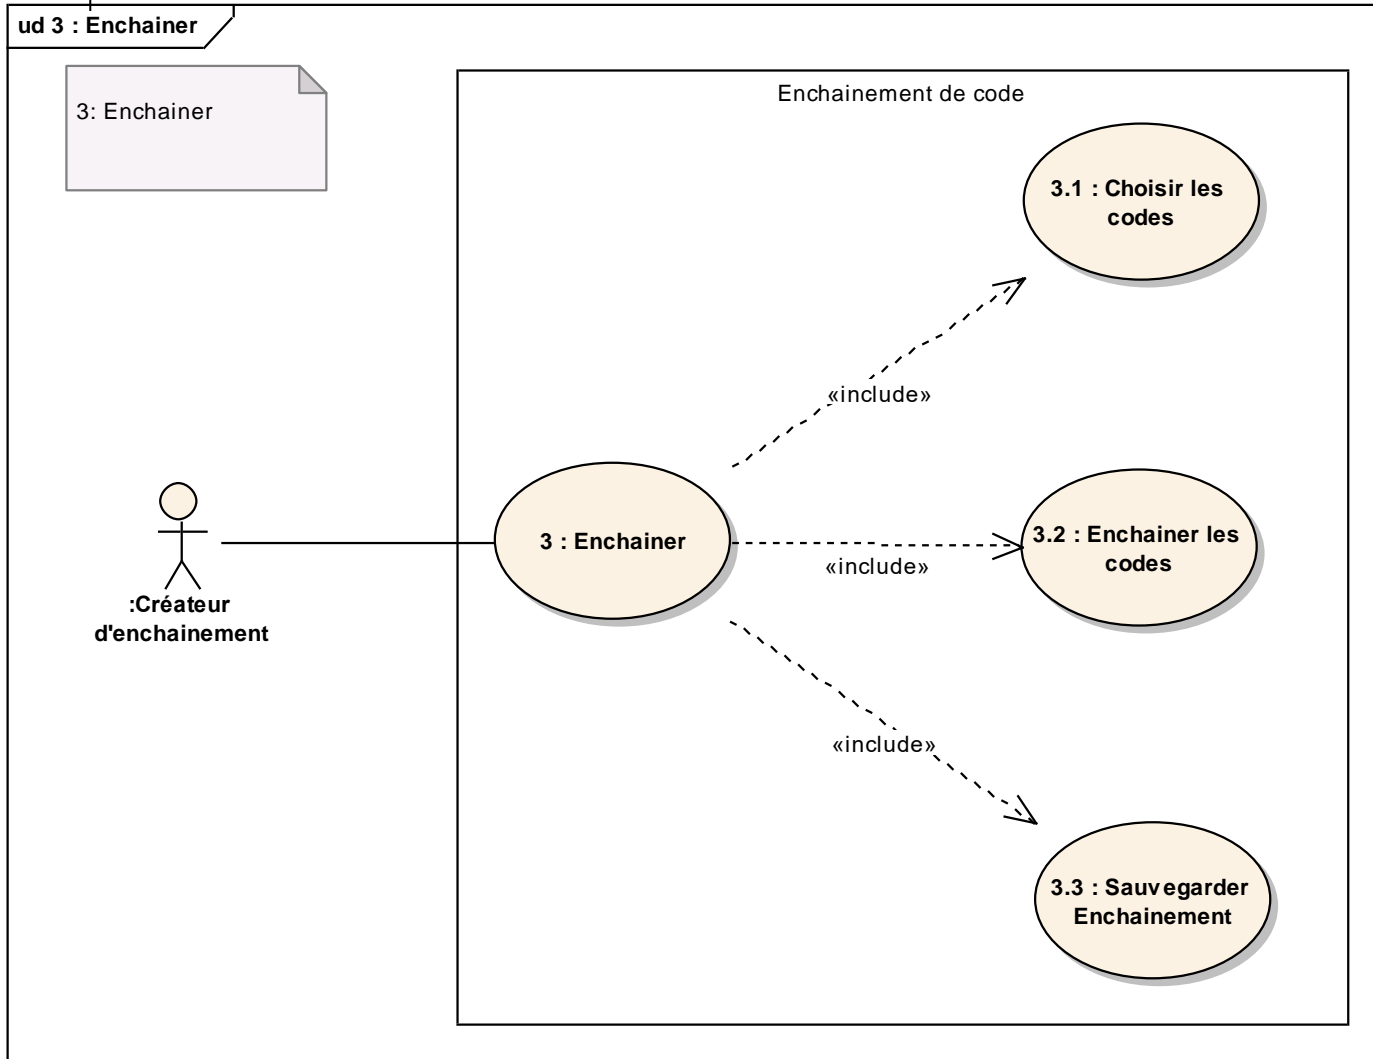 ud 3 : Enchainer
3: Enchainer
Enchainement de code
3.1 : Choisir les
codes
«include»
3 : Enchainer
3.2 : Enchainer les
codes
«include»
:Créateur
d'enchainement
«include»
3.3 : Sauvegarder
Enchainement